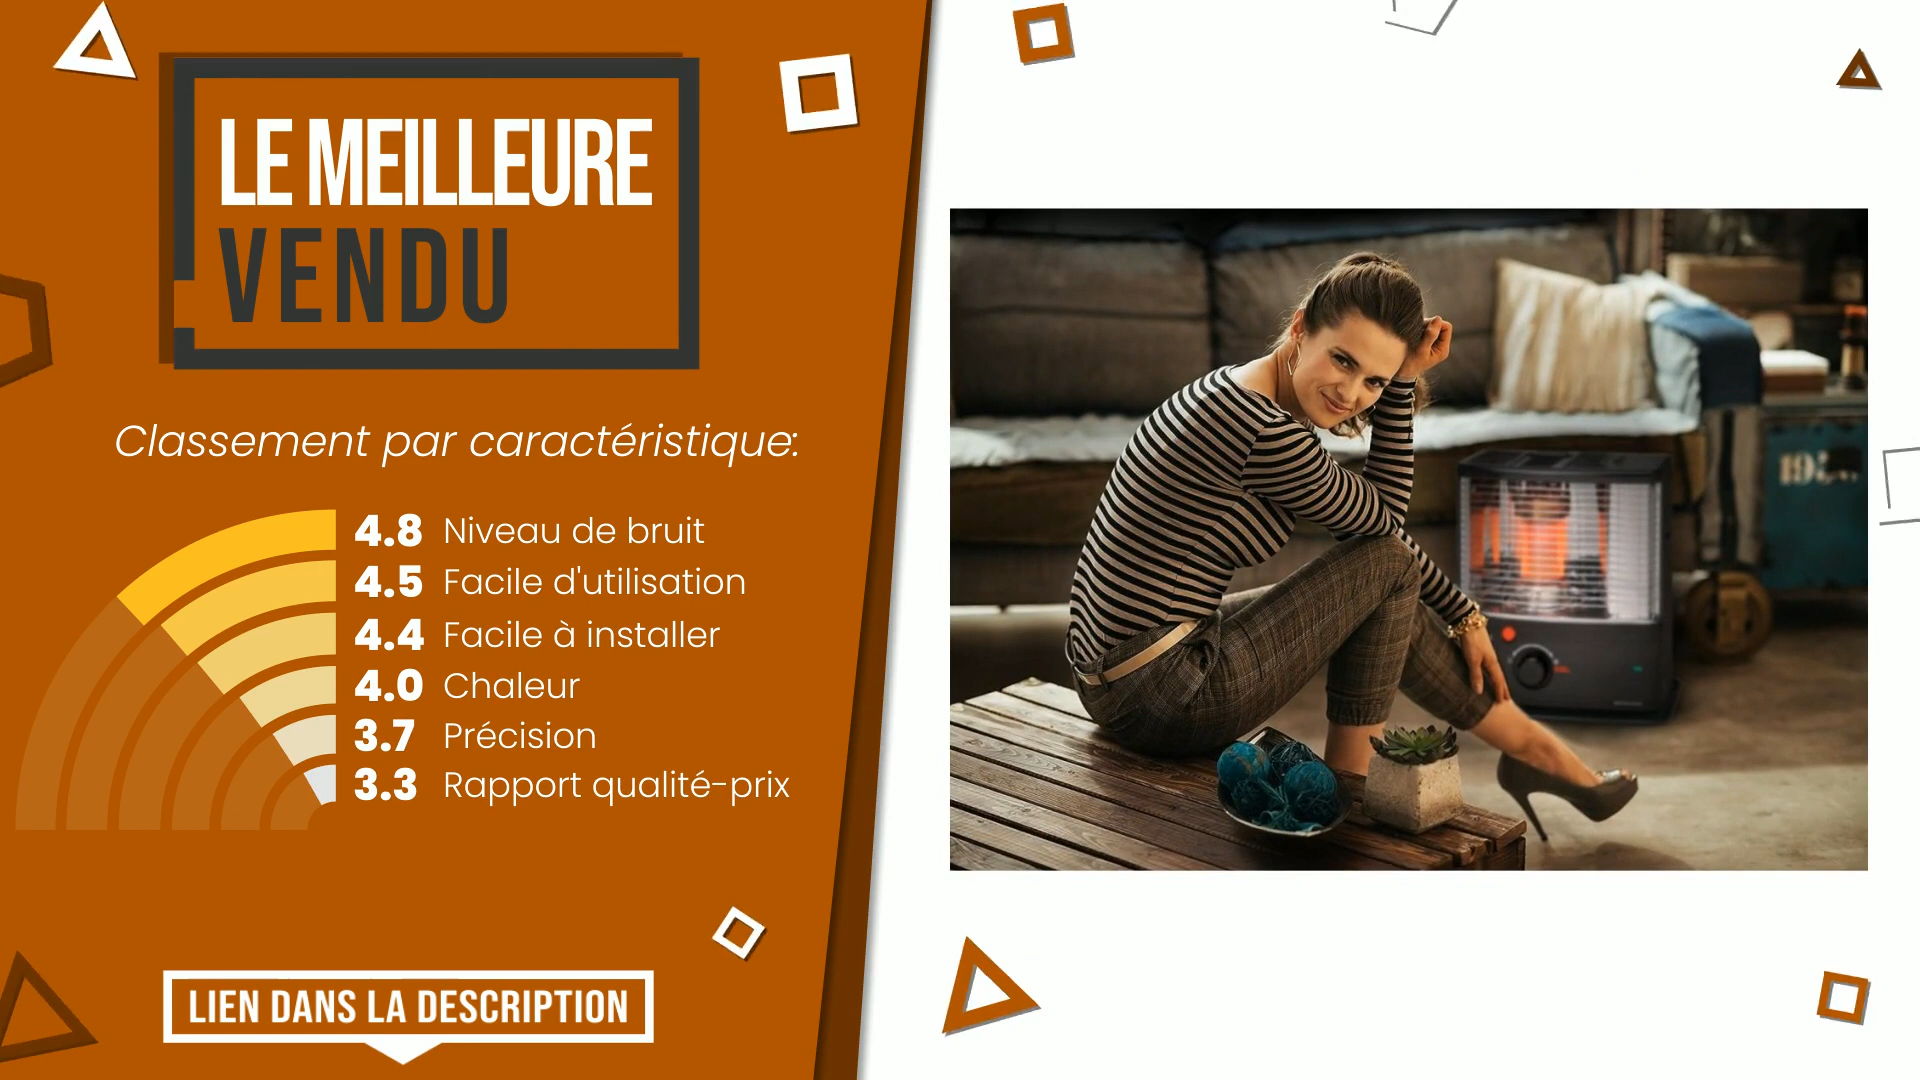 LE MEILLEURE
VENDU
Classement par caractéristique:
4.8 Niveau de bruit
4.5 Facile d'utilisation
4.4 Facile à installer
4.0 Chaleur
3.7 Précision
3.3 Rapport qualité-prix
LIEN DANS LA DESCRIPTION